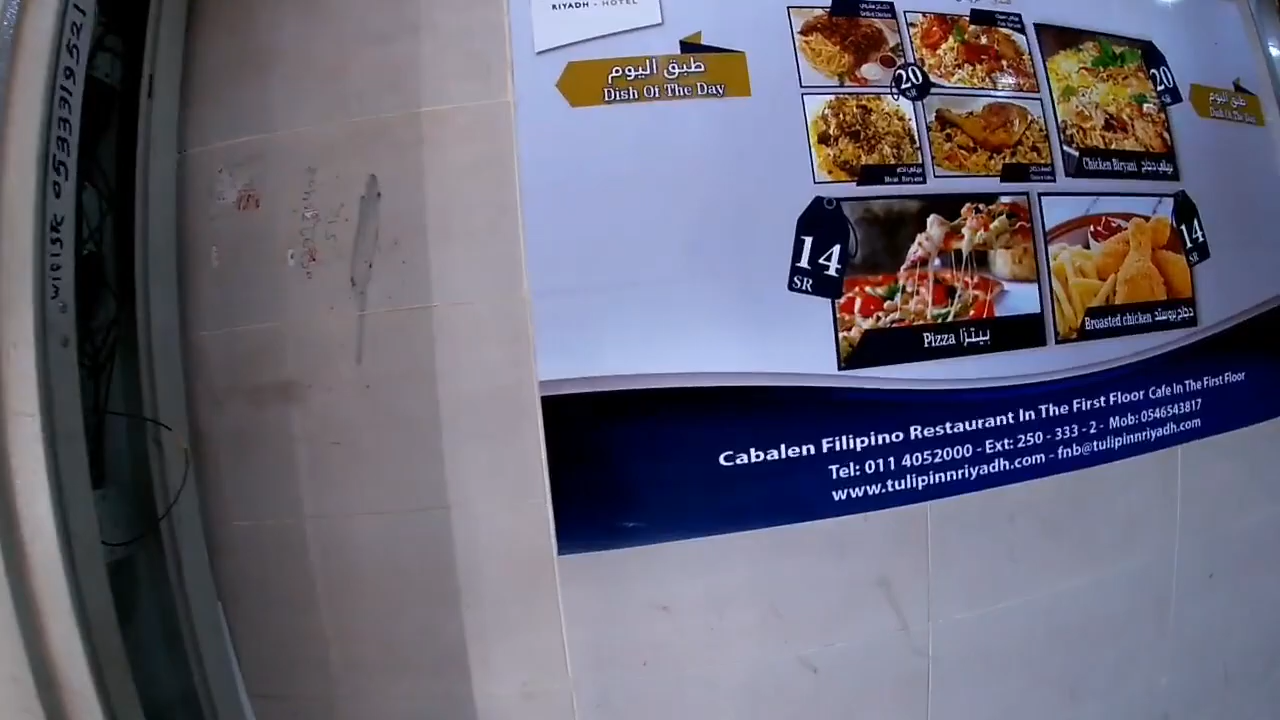 RIYADH - HOTEL
طبق اليوم
Dish Of The Day
20
SR
20
SR
طبق اليوم
Dish Of The Day
Chicken Biryani برياني دجاج
14
SR
14
SR
Pizza بيتزا
Broasted chicken دجاج بروستد
Cabalen Filipino Restaurant In The First Floor Cafe In The First Floor
Tel: 011 4052000 - Ext: 250 - 333 - 2 - Mob: 0546543817
www.tulipinnriyadh.com - fnb@tulipinnriyadh.com
0533319521